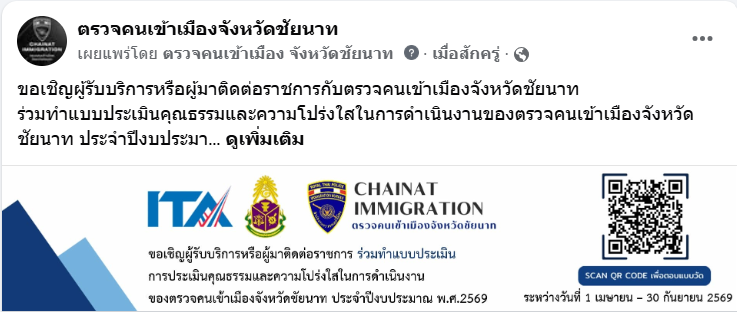 ตรวจคนเข้าเมืองจังหวัดชัยนาท
เผยแพร่โดย ตรวจคนเข้าเมือง จังหวัดชัยนาท · เมื่อสักครู่ ·
ขอเชิญผู้รับบริการหรือผู้มาติดต่อราชการกับตรวจคนเข้าเมืองจังหวัดชัยนาท
ร่วมทำแบบประเมินคุณธรรมและความโปร่งใสในการดำเนินงานของตรวจคนเข้าเมืองจังหวัด
ชัยนาท ประจำปีงบประมา... ดูเพิ่มเติม
CHAINAT
IMMIGRATION
ITA
CHAINAT
IMMIGRATION
ตรวจคนเข้าเมืองจังหวัดชัยนาท
ขอเชิญผู้รับบริการหรือผู้มาติดต่อราชการ ร่วมทำแบบประเมิน
การประเมินคุณธรรมและความโปร่งใสในการดำเนินงาน
ของตรวจคนเข้าเมืองจังหวัดชัยนาท ประจำปีงบประมาณ พ.ศ.2569
SCAN QR CODE เพื่อตอบแบบวัด
ระหว่างวันที่ 1 เมษายน - 30 กันยายน 2569